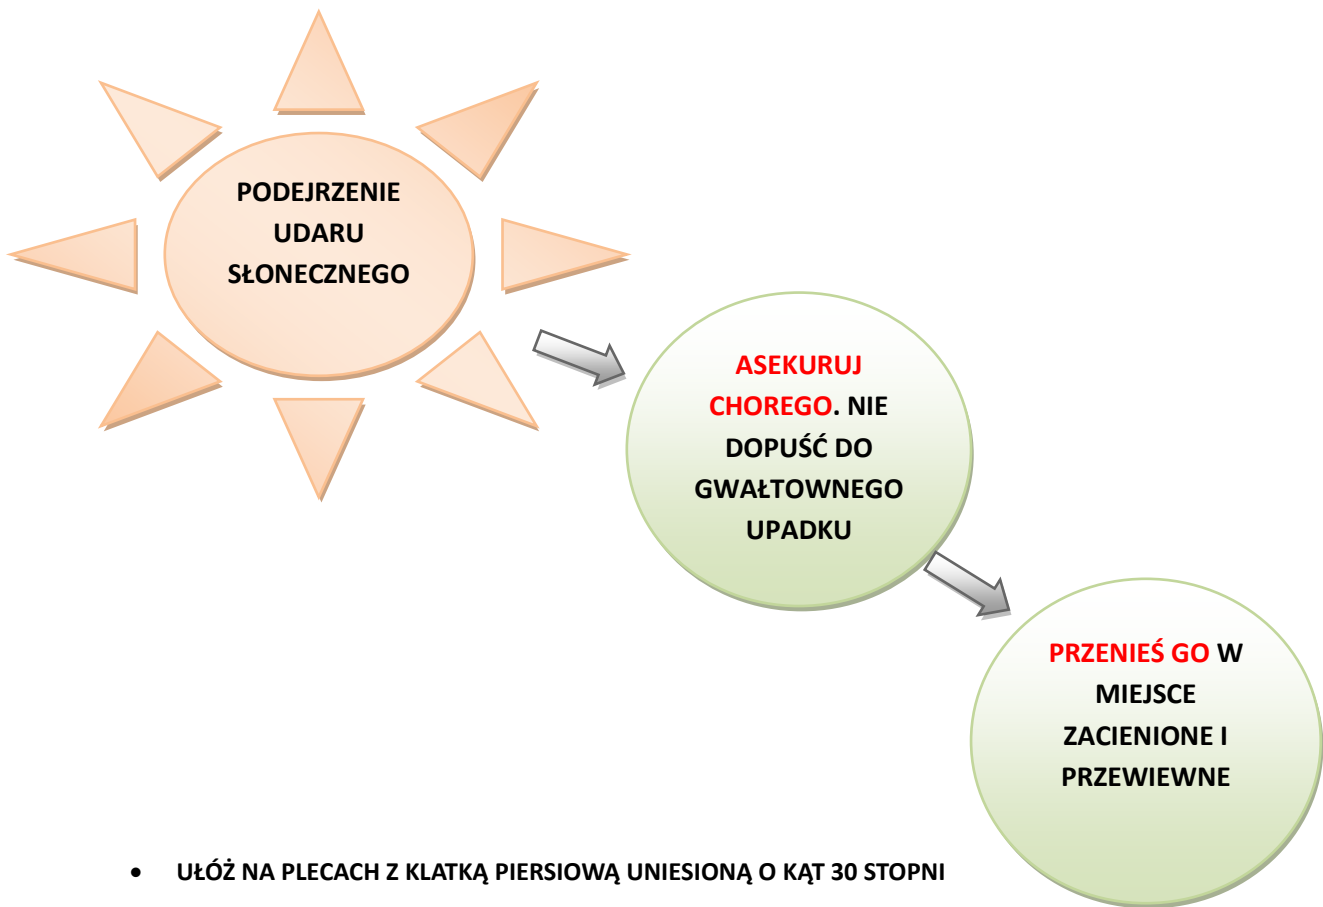 PODEJRZENIE
UDARU
SŁONECZNEGO
ASEKURUJ
CHOREGO. NIE
DOPUŚĆ DO
GWAŁTOWNEGO
UPADKU
PRZENIEŚ GO W
MIEJSCE
ZACIENIONE I
PRZEWIEWNE
• UŁÓŻ NA PLECACH Z KLATKĄ PIERSIOWĄ UNIESIONĄ O KĄT 30 STOPNI